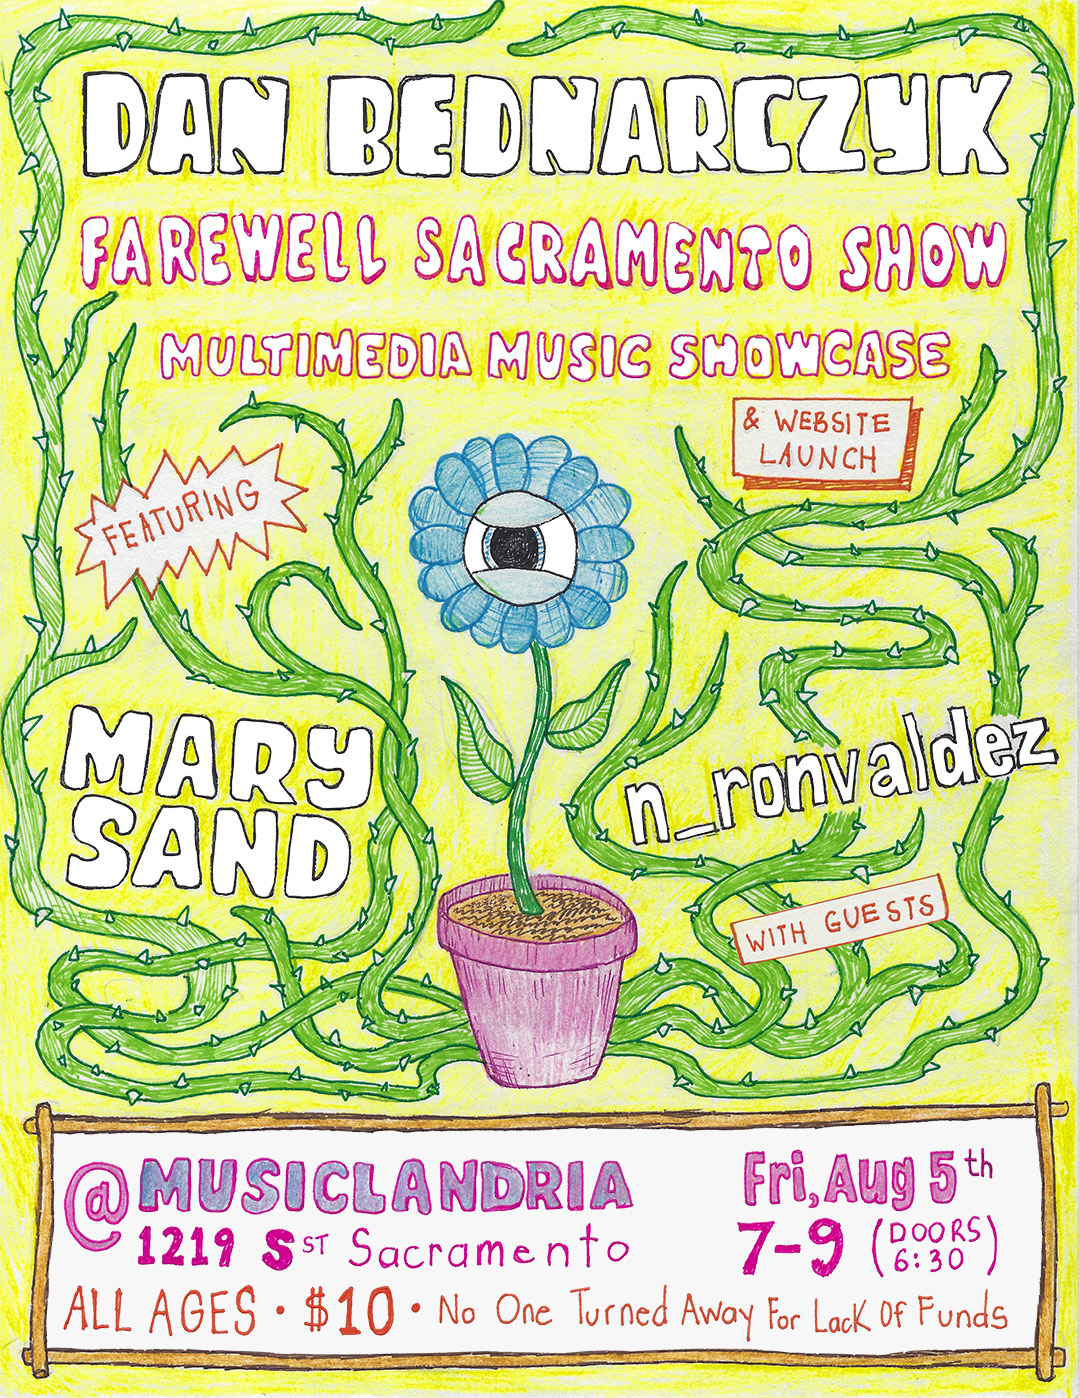 DAN BEDNARCZYK
FAREWELL SACRAMENTO SHOW
MULTIMEDIA MUSIC SHOWCASE
& WEBSITE
LAUNCH
FEATURING
MARY
SAND
n_ronvaldez
WITH GUESTS
@MUSICLANDRIA
1219 S ST Sacramento
Fri, Aug 5th
7-9 (DOORS
6:30)
ALL AGES · $10 · No One Turned Away For Lack Of Funds